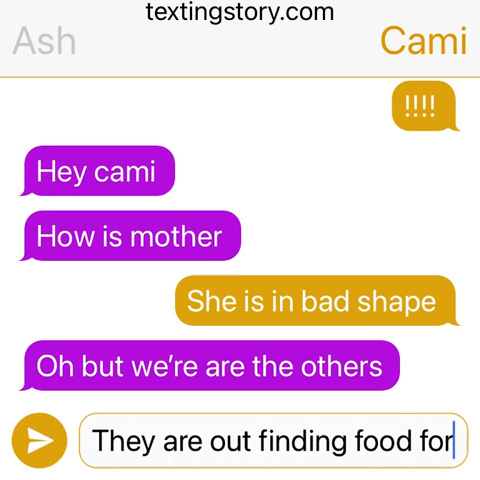 textingstory.com
Ash
Cami
!!!!
Hey cami
How is mother
She is in bad shape
Oh but we’re are the others
They are out finding food for